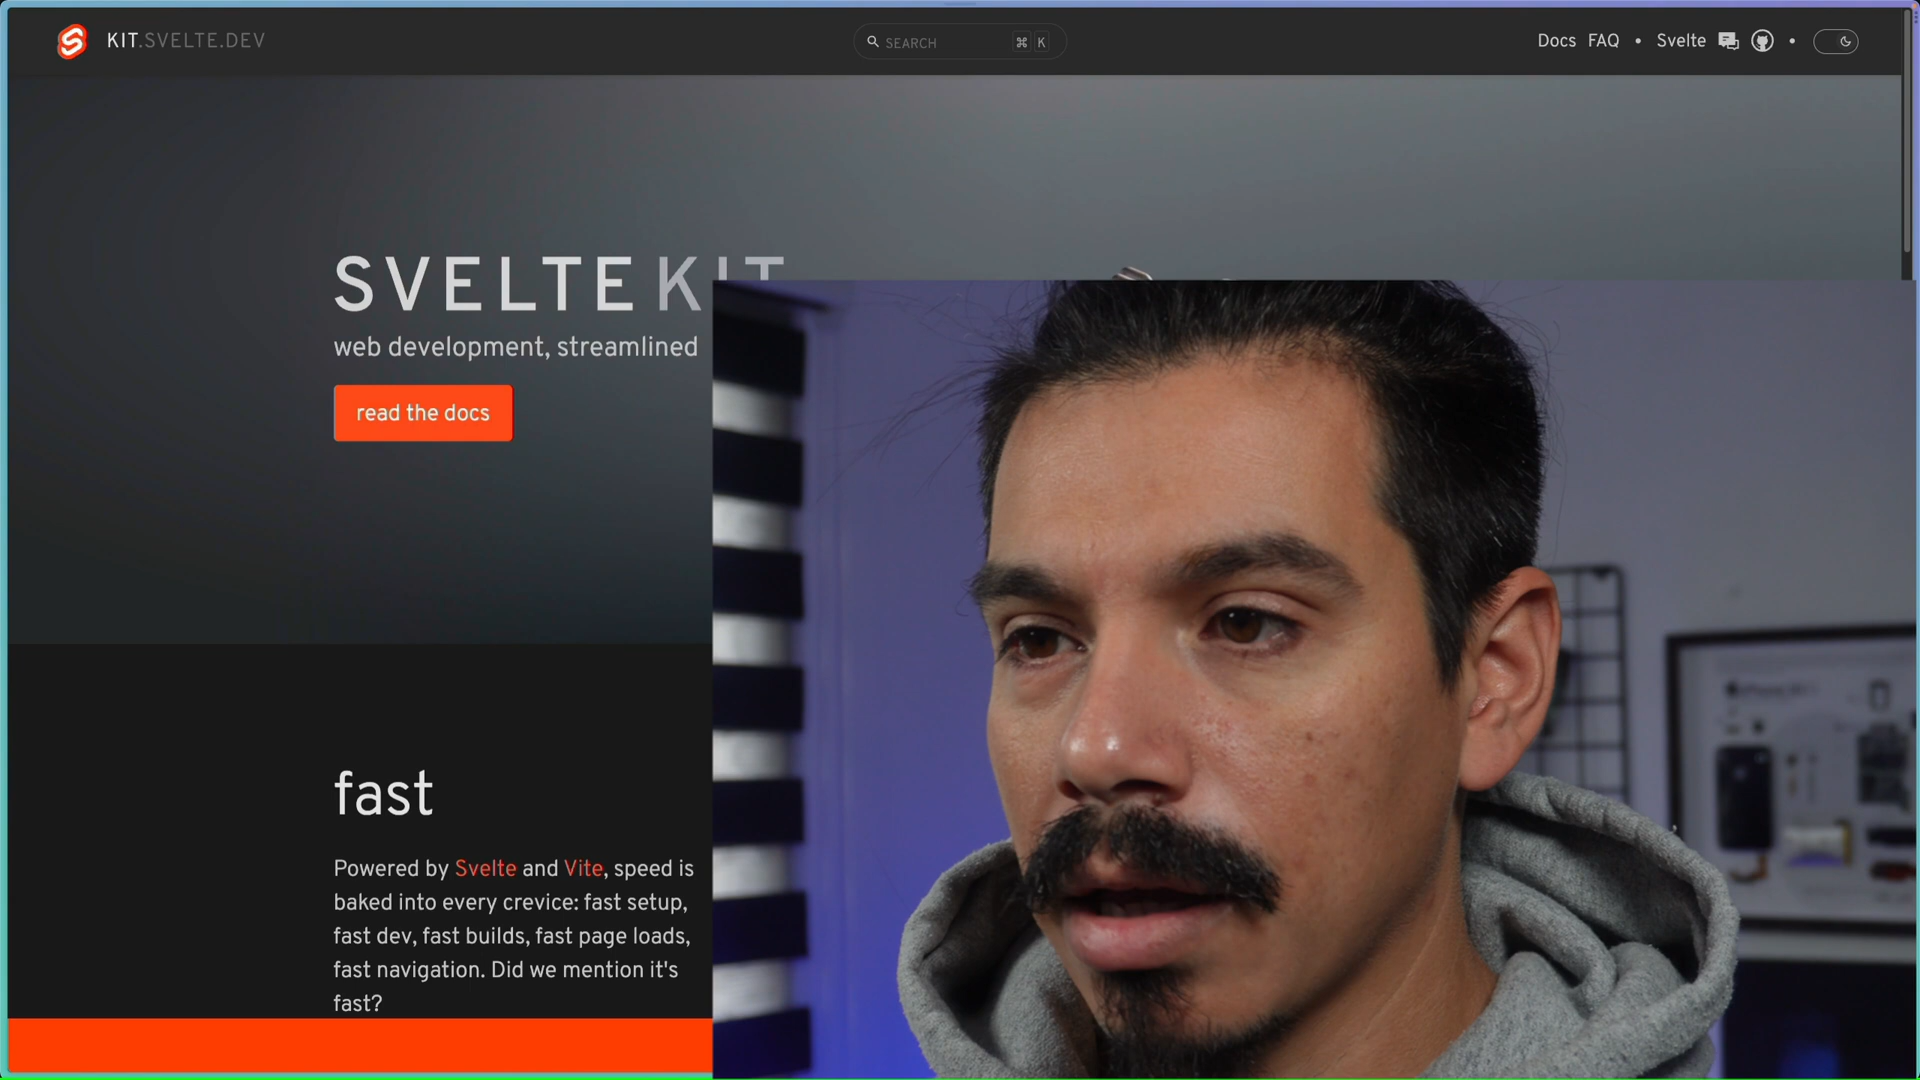 KIT.SVELTE.DEV
SEARCH
⌘ K
Docs FAQ • Svelte •
SVELTE KIT
web development, streamlined
read the docs
fast
Powered by Svelte and Vite, speed is
baked into every crevice: fast setup,
fast dev, fast builds, fast page loads,
fast navigation. Did we mention it's
fast?